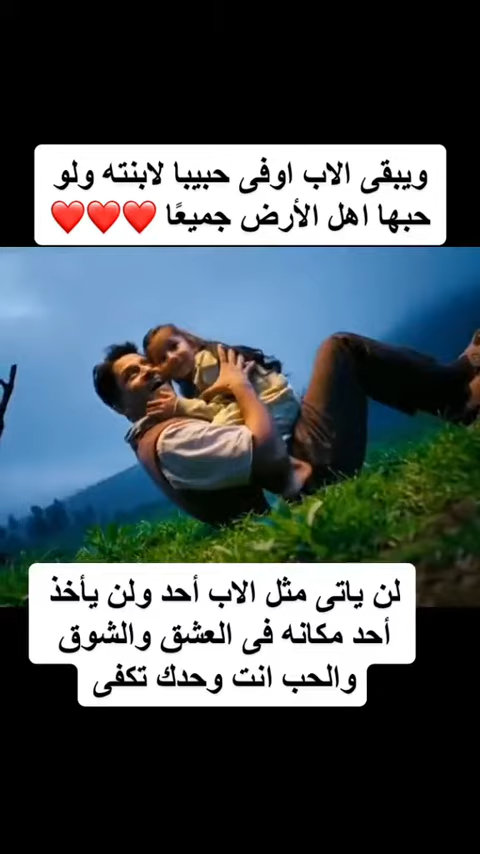 ويبقى الاب اوفى حبيبا لابنته ولو
حبها اهل الأرض جميعًا ❤️❤️❤️
لن ياتى مثل الاب أحد ولن يأخذ
أحد مكانه فى العشق والشوق
والحب انت وحدك تكفى